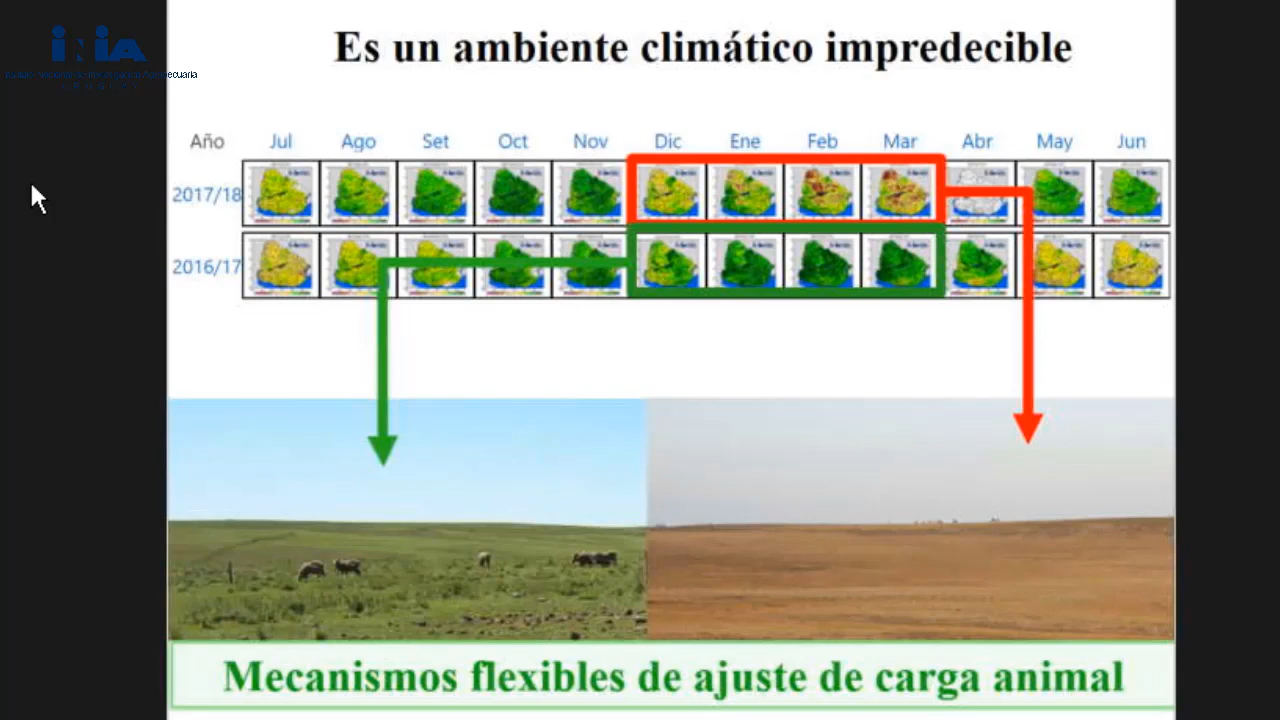 INIA
URUGUAY
Es un ambiente climático impredecible
Año Jul Ago Set Oct Nov Dic Ene Feb Mar Abr May Jun
2017/18
2016/17
Mecanismos flexibles de ajuste de carga animal